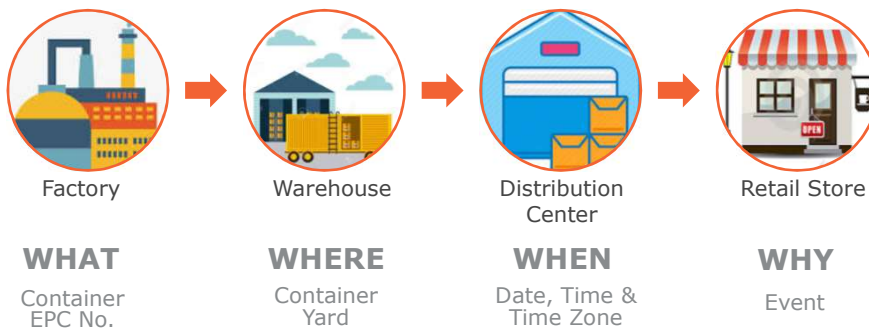 OPEN
Factory
Warehouse
Distribution
Center
Retail Store
WHAT
WHERE
WHEN
WHY
Container
EPC No.
Container
Yard
Date, Time &
Time Zone
Event